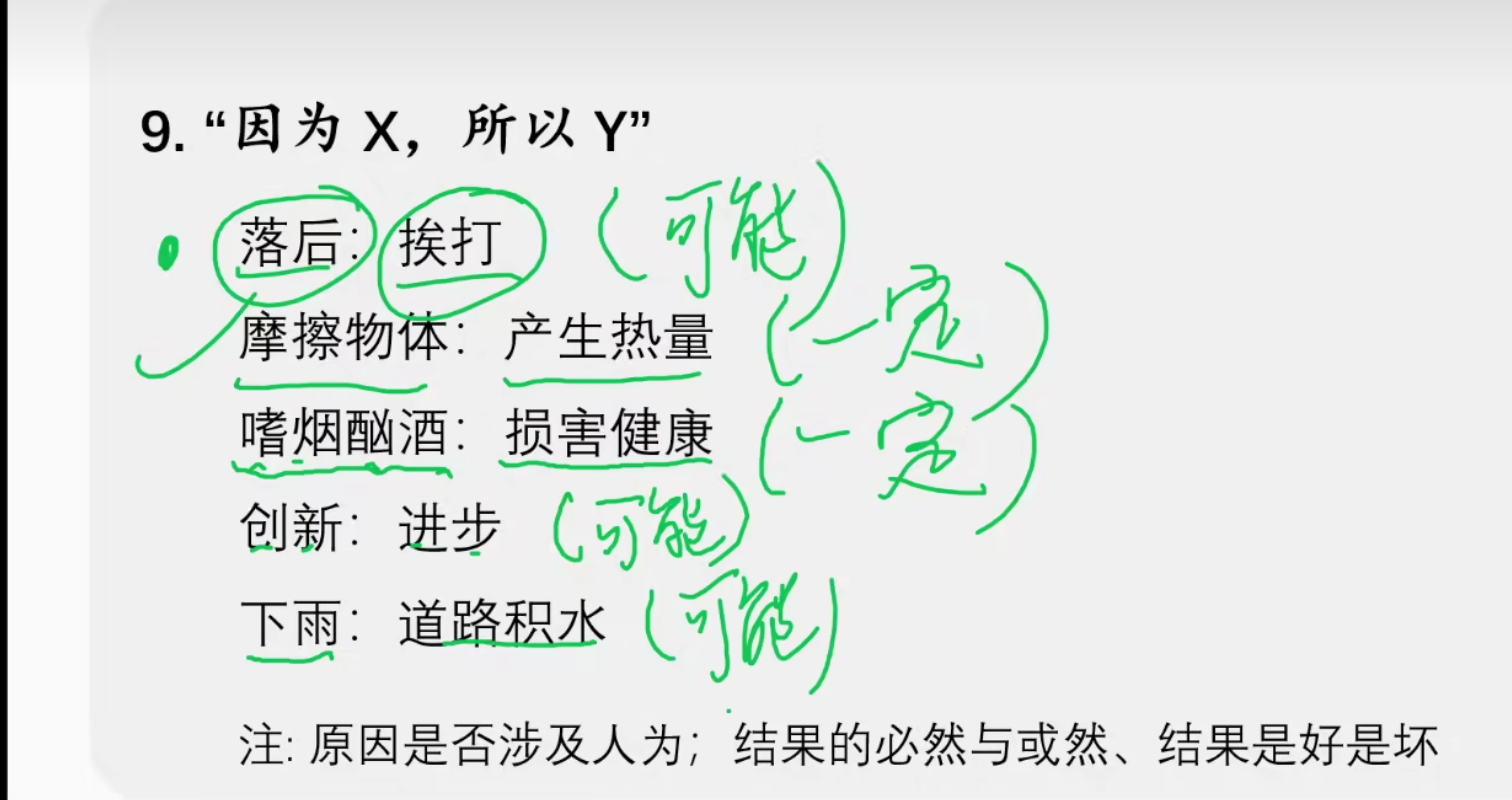 9. “因为 X，所以 Y”
落后：挨打 （可能）
摩擦物体：产生热量 （一定）
嗜烟酗酒：损害健康 （一定）
创新：进步 （可能）
下雨：道路积水 （可能）
注: 原因是否涉及人为；结果的必然与或然、结果是好是坏